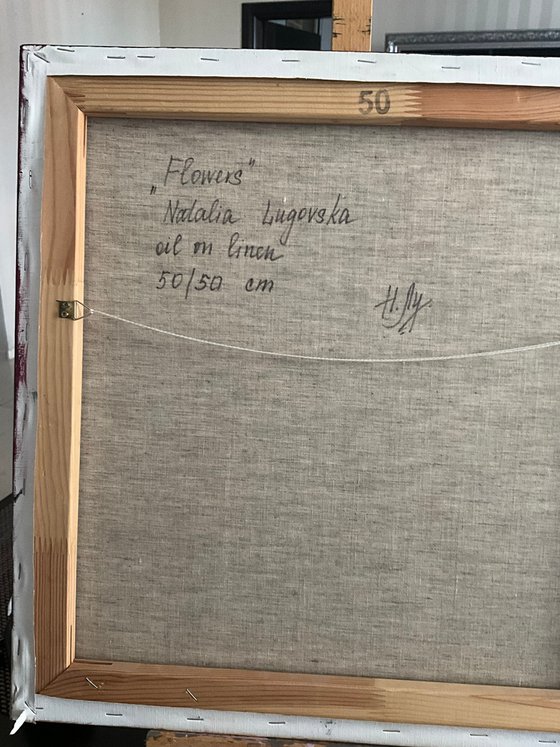 50
„Flowers"
Natalia Lugovska
oil on linen
50/50 cm
Н.Лу.